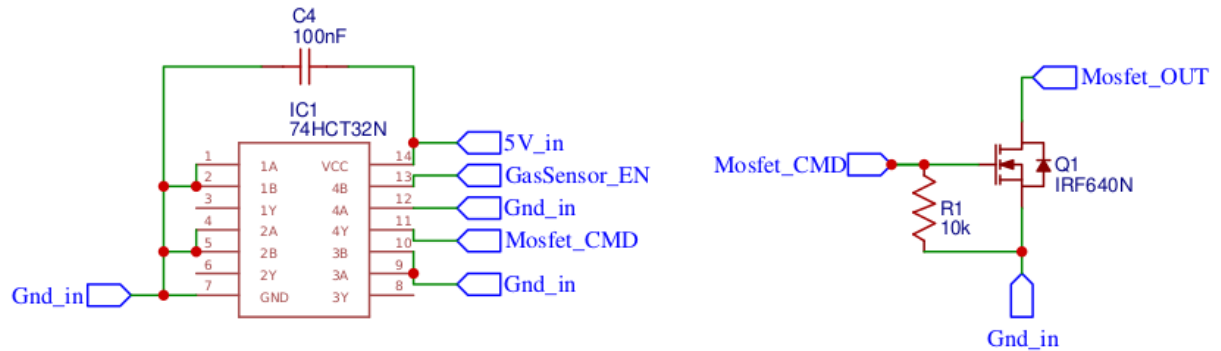 C4
100nF
IC1
74HCT32N
1 1A VCC 14
2 1B 4B 13
3 1Y 4A 12
4 2A 4Y 11
5 2B 3B 10
6 2Y 3A 9
7 GND 3Y 8
5V_in
GasSensor_EN
Gnd_in
Mosfet_CMD
Gnd_in
Gnd_in
Mosfet_OUT
Mosfet_CMD
Q1
IRF640N
R1
10k
Gnd_in